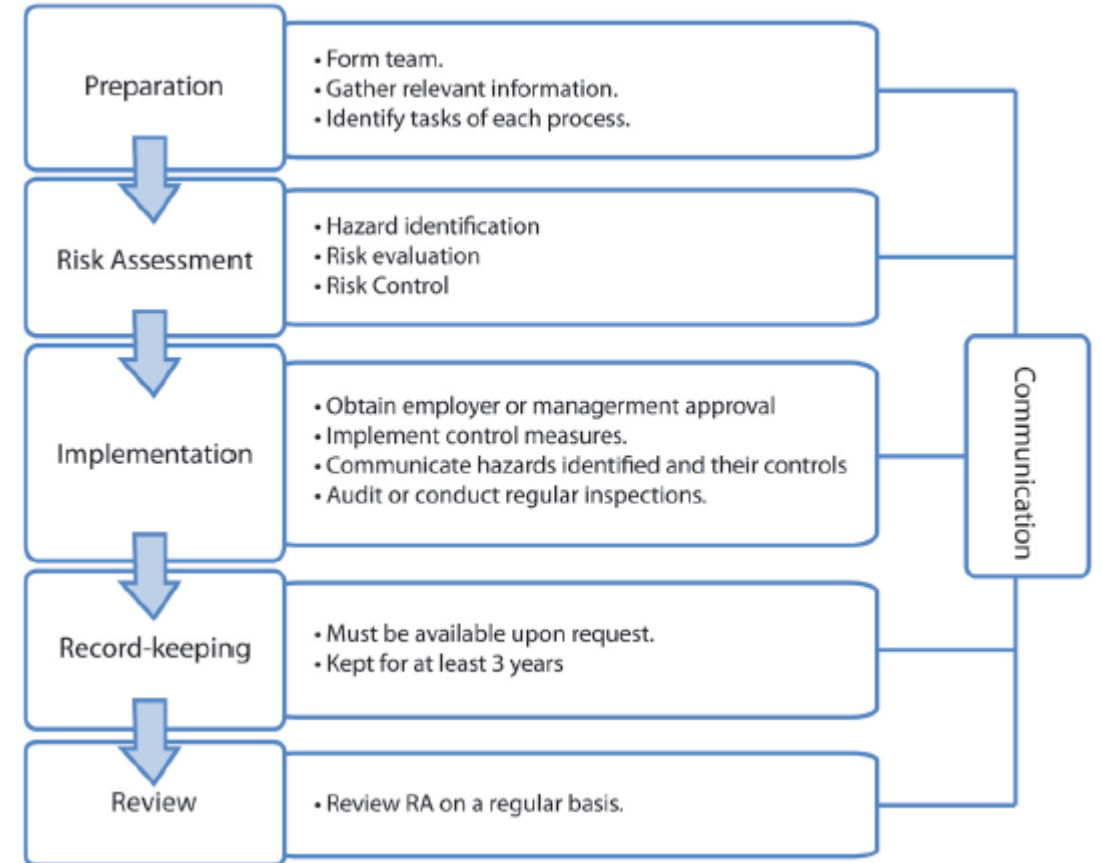 Preparation
• Form team.
• Gather relevant information.
• Identify tasks of each process.
Risk Assessment
• Hazard identification
• Risk evaluation
• Risk Control
Implementation
• Obtain employer or managerment approval
• Implement control measures.
• Communicate hazards identified and their controls
• Audit or conduct regular inspections.
Record-keeping
• Must be available upon request.
• Kept for at least 3 years
Review
• Review RA on a regular basis.
Communication